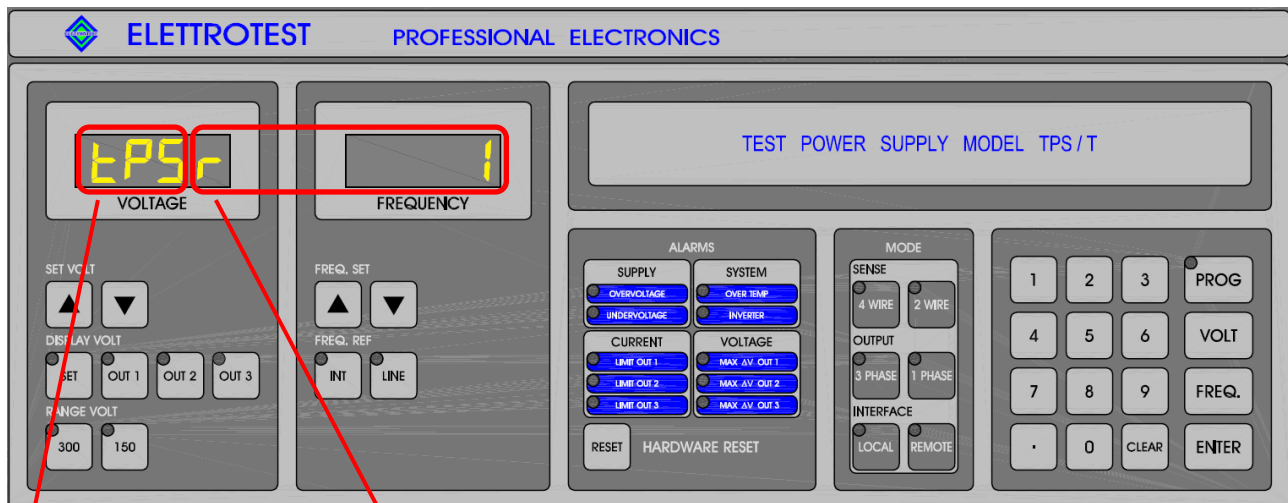 ELETTROTEST PROFESSIONAL ELECTRONICS
tPSr
VOLTAGE
1
FREQUENCY
TEST POWER SUPPLY MODEL TPS/T
SET VOLT
▲ ▼
DISPLAY VOLT
SET OUT 1 OUT 2 OUT 3
RANGE VOLT
300 150
FREQ. SET
▲ ▼
FREQ. REF
INT LINE
ALARMS
SUPPLY
OVERVOLTAGE
UNDERVOLTAGE
SYSTEM
OVER TEMP
INVERTER
CURRENT
LIMIT OUT 1
LIMIT OUT 2
LIMIT OUT 3
VOLTAGE
MAX ΔV OUT 1
MAX ΔV OUT 2
MAX ΔV OUT 3
RESET HARDWARE RESET
MODE
SENSE
4 WIRE 2 WIRE
OUTPUT
3 PHASE 1 PHASE
INTERFACE
LOCAL REMOTE
1 2 3 PROG
4 5 6 VOLT
7 8 9 FREQ.
· 0 CLEAR ENTER